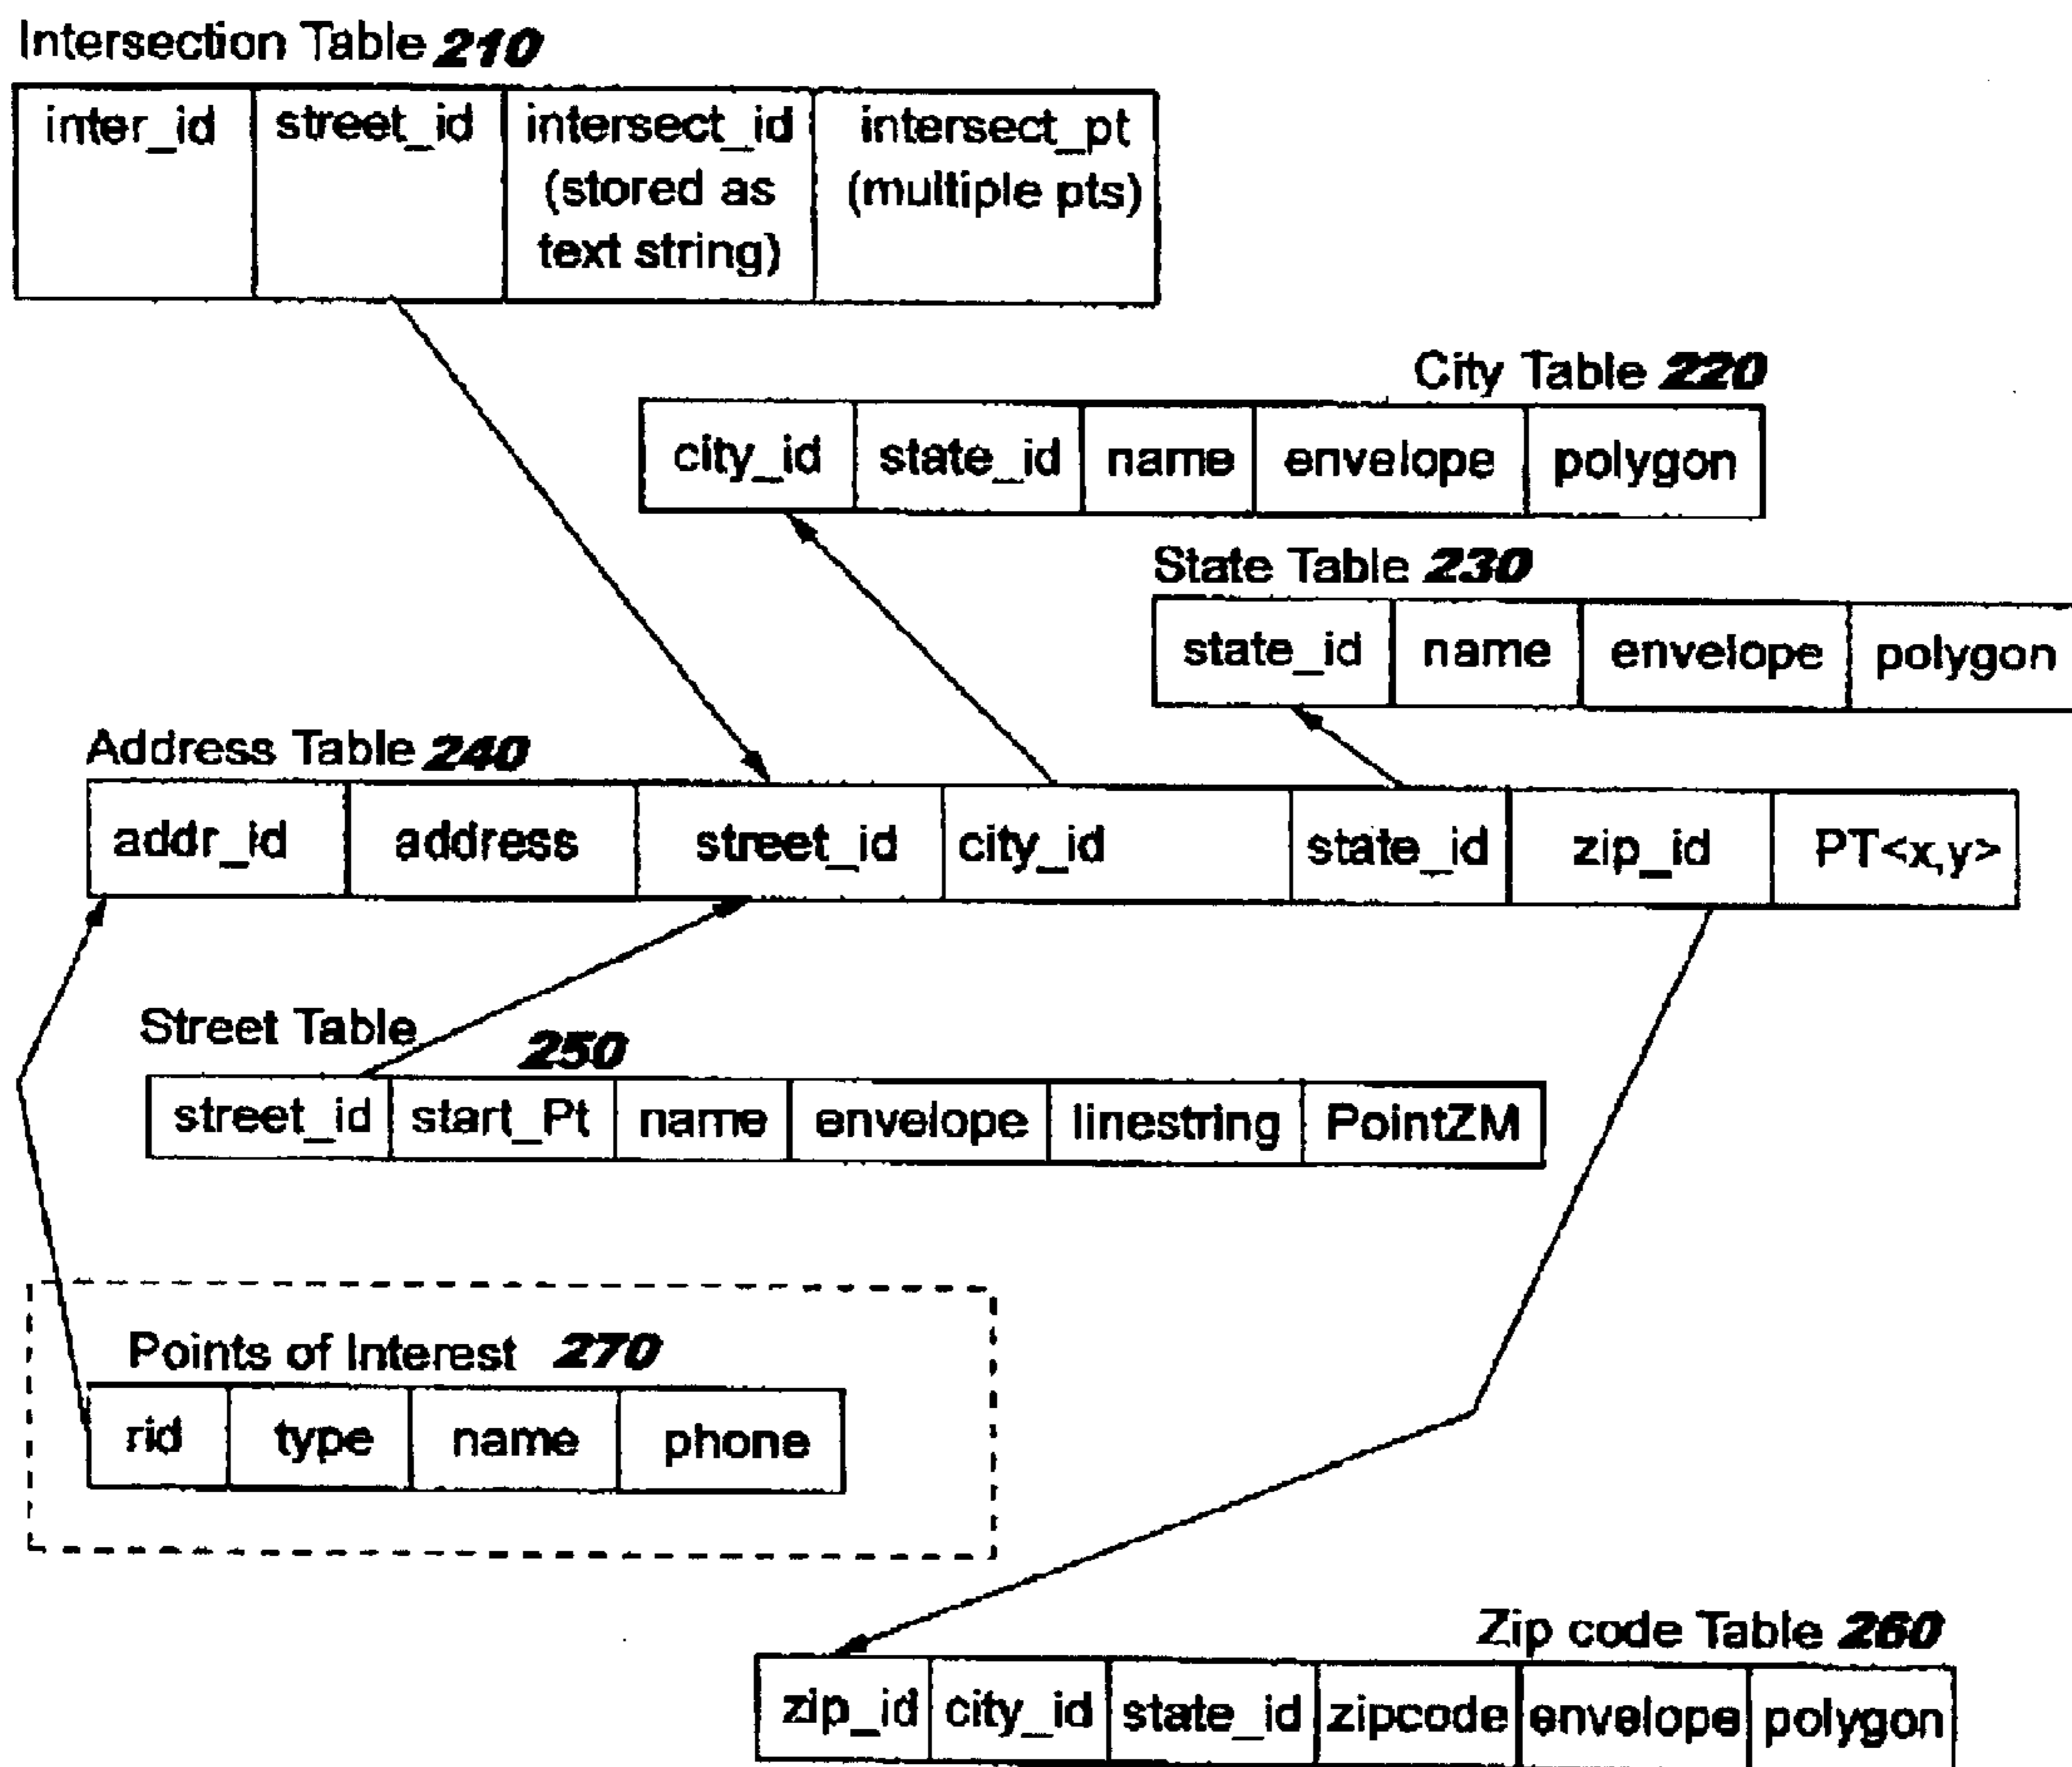 Intersection Table 210
inter_id street_id intersect_id intersect_pt
(stored as (multiple pts)
text string)
City Table 220
city_id state_id name envelope polygon
State Table 230
state_id name envelope polygon
Address Table 240
addr_id address street_id city_id state_id zip_id PT<x,y>
Street Table 250
street_id start_Pt name envelope linestring PointZM
Points of Interest 270
rid type name phone
Zip code Table 260
zip_id city_id state_id zipcode envelope polygon